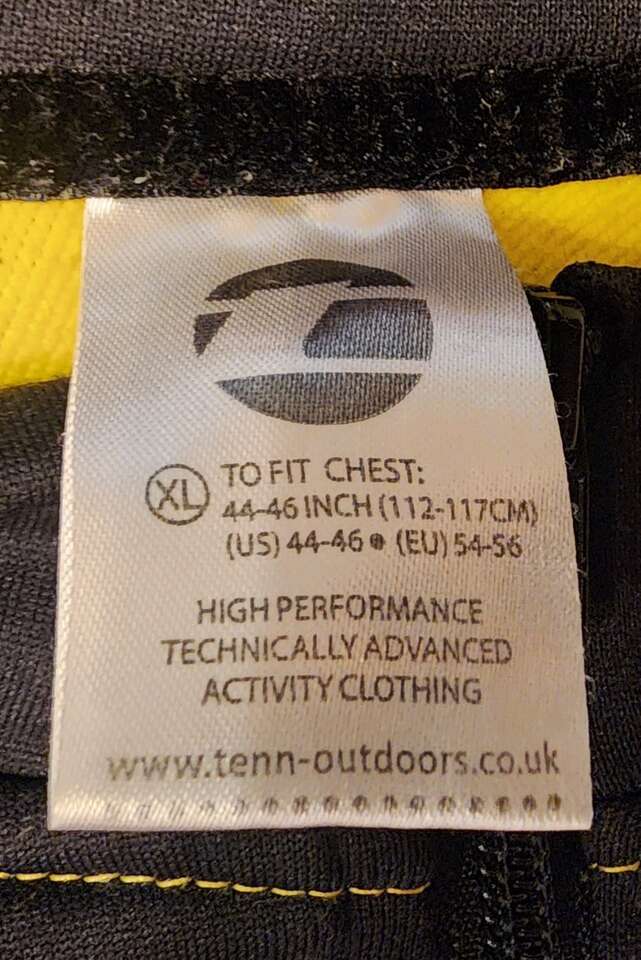 XL TO FIT CHEST:
44-46 INCH (112-117CM)
(US) 44-46 • (EU) 54-56
HIGH PERFORMANCE
TECHNICALLY ADVANCED
ACTIVITY CLOTHING
www.tenn-outdoors.co.uk